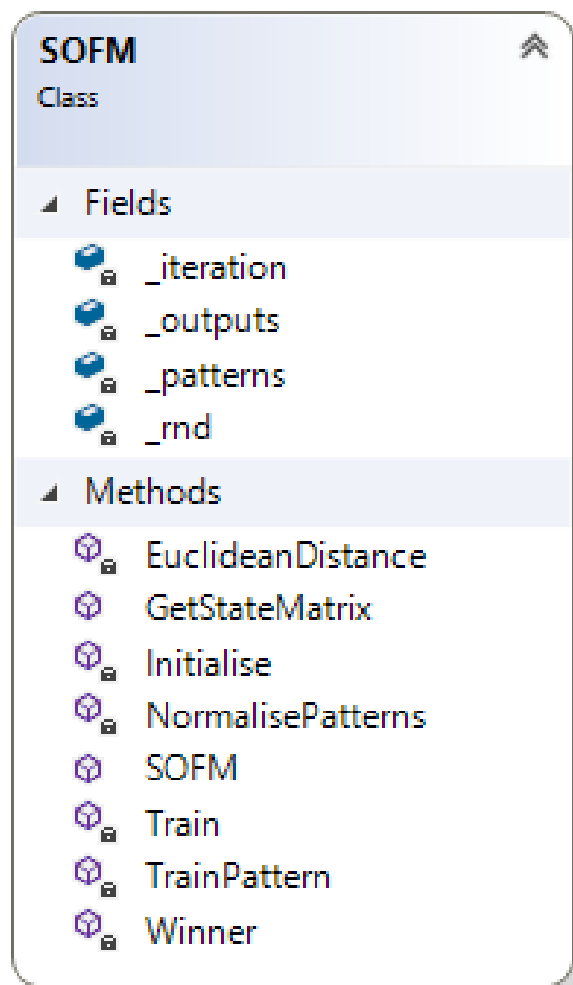 SOFM
Class
Fields
_iteration
_outputs
_patterns
_rnd
Methods
EuclideanDistance
GetStateMatrix
Initialise
NormalisePatterns
SOFM
Train
TrainPattern
Winner